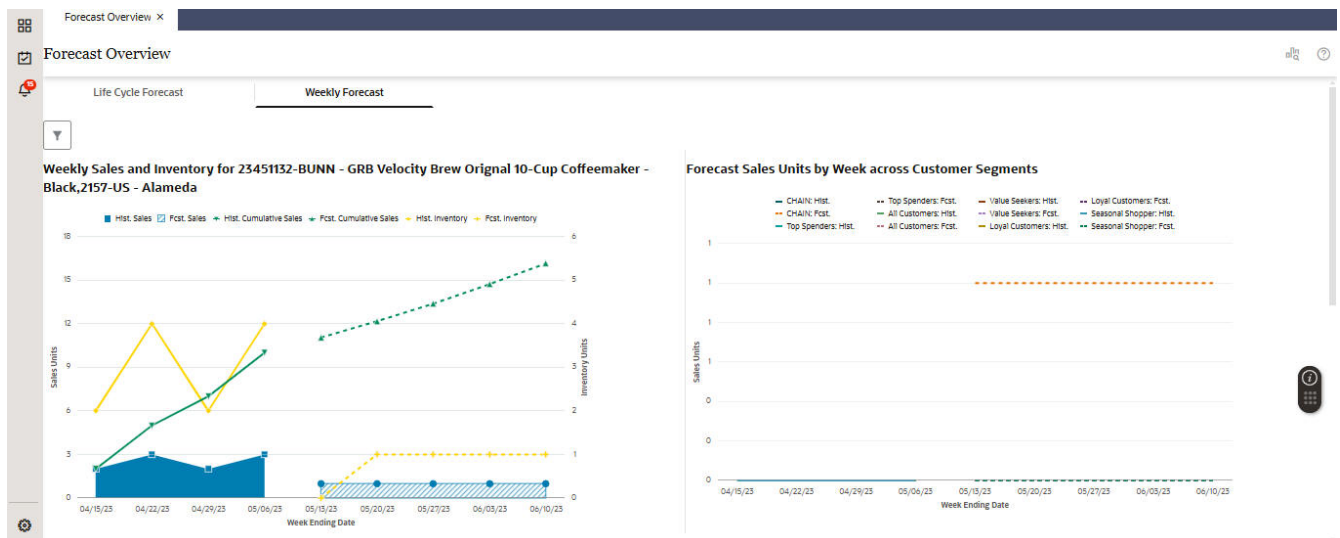 Forecast Overview ×
Forecast Overview
15
Life Cycle Forecast
Weekly Forecast
Weekly Sales and Inventory for 23451132-BUNN - GRB Velocity Brew Orignal 10-Cup Coffeemaker -
Black,2157-US - Alameda
Hist. Sales Fcst. Sales Hist. Cumulative Sales Fcst. Cumulative Sales Hist. Inventory Fcst. Inventory
18 6
15 5
12 4
9 3
6 2
3 1
0 0
Sales Units
Inventory Units
04/15/23 04/22/23 04/29/23 05/06/23 05/13/23 05/20/23 05/27/23 06/03/23 06/10/23
Week Ending Date
Forecast Sales Units by Week across Customer Segments
CHAIN: Hist. Top Spenders: Fcst. Value Seekers: Hist. Loyal Customers: Fcst.
CHAIN: Fcst. All Customers: Hist. Value Seekers: Fcst. Seasonal Shopper: Hist.
Top Spenders: Hist. All Customers: Fcst. Loyal Customers: Hist. Seasonal Shopper: Fcst.
1
1
1
1
0
0
0
Sales Units
04/15/23 04/22/23 04/29/23 05/06/23 05/13/23 05/20/23 05/27/23 06/03/23 06/10/23
Week Ending Date